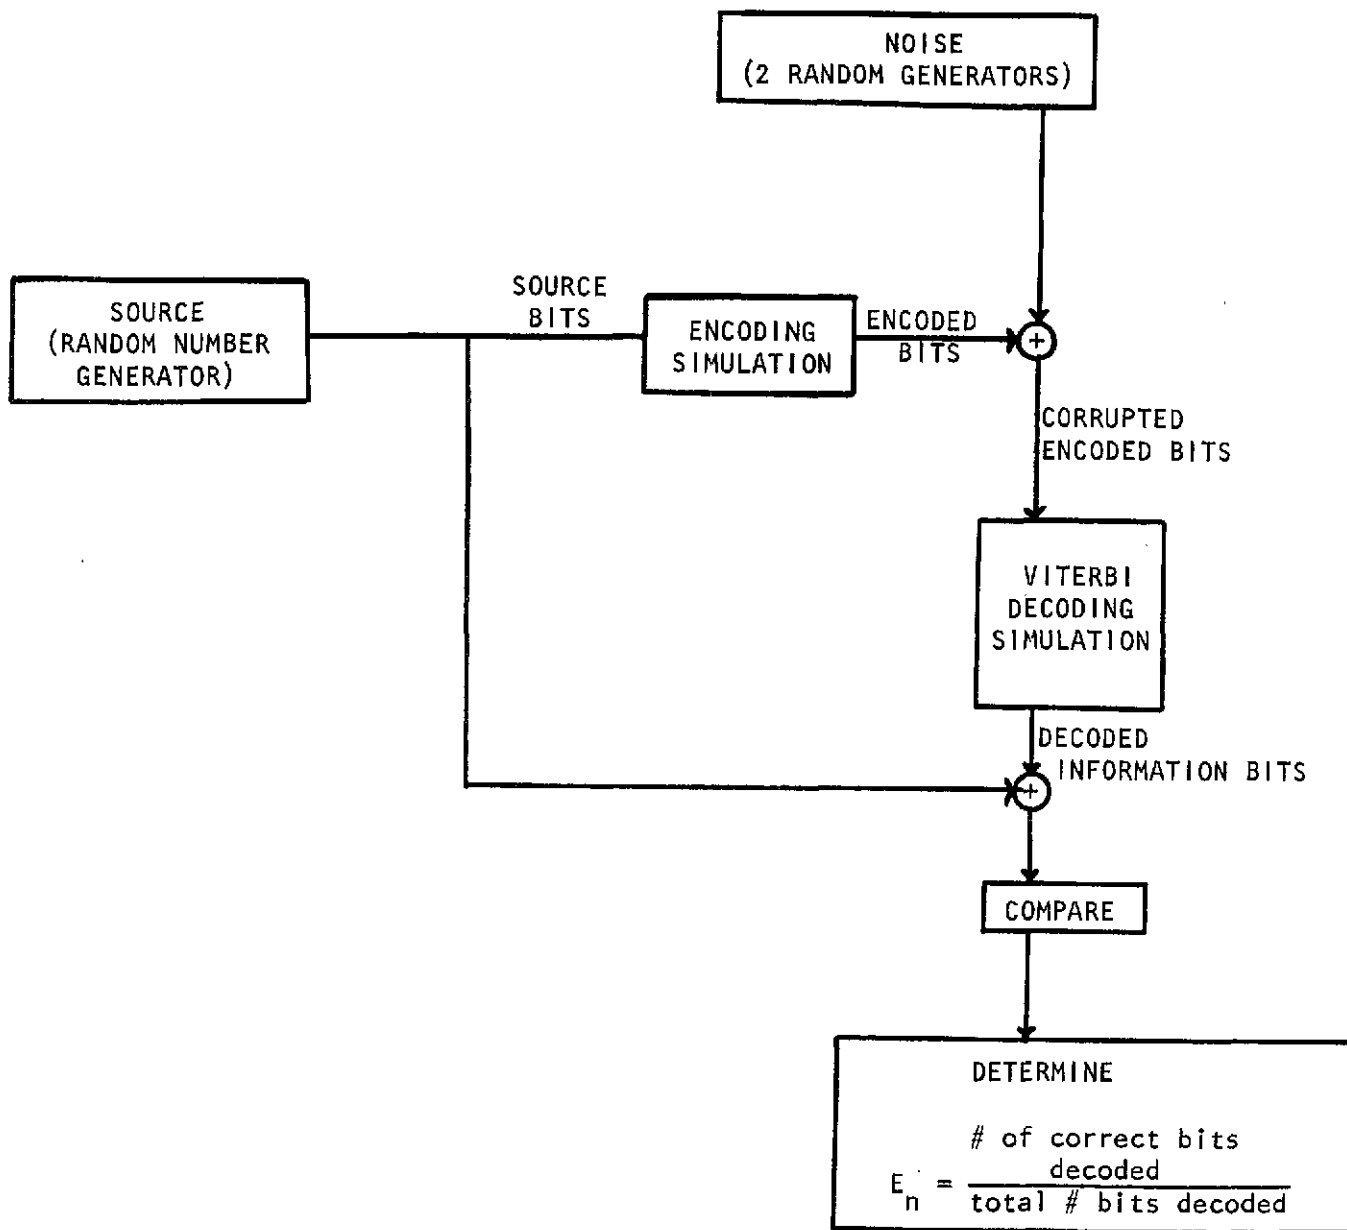 NOISE
(2 RANDOM GENERATORS)
SOURCE
(RANDOM NUMBER
GENERATOR)
SOURCE
BITS
ENCODING
SIMULATION
ENCODED
BITS
+
CORRUPTED
ENCODED BITS
VITERBI
DECODING
SIMULATION
DECODED
INFORMATION BITS
+
COMPARE
DETERMINE
# of correct bits
decoded
E_n =
total # bits decoded